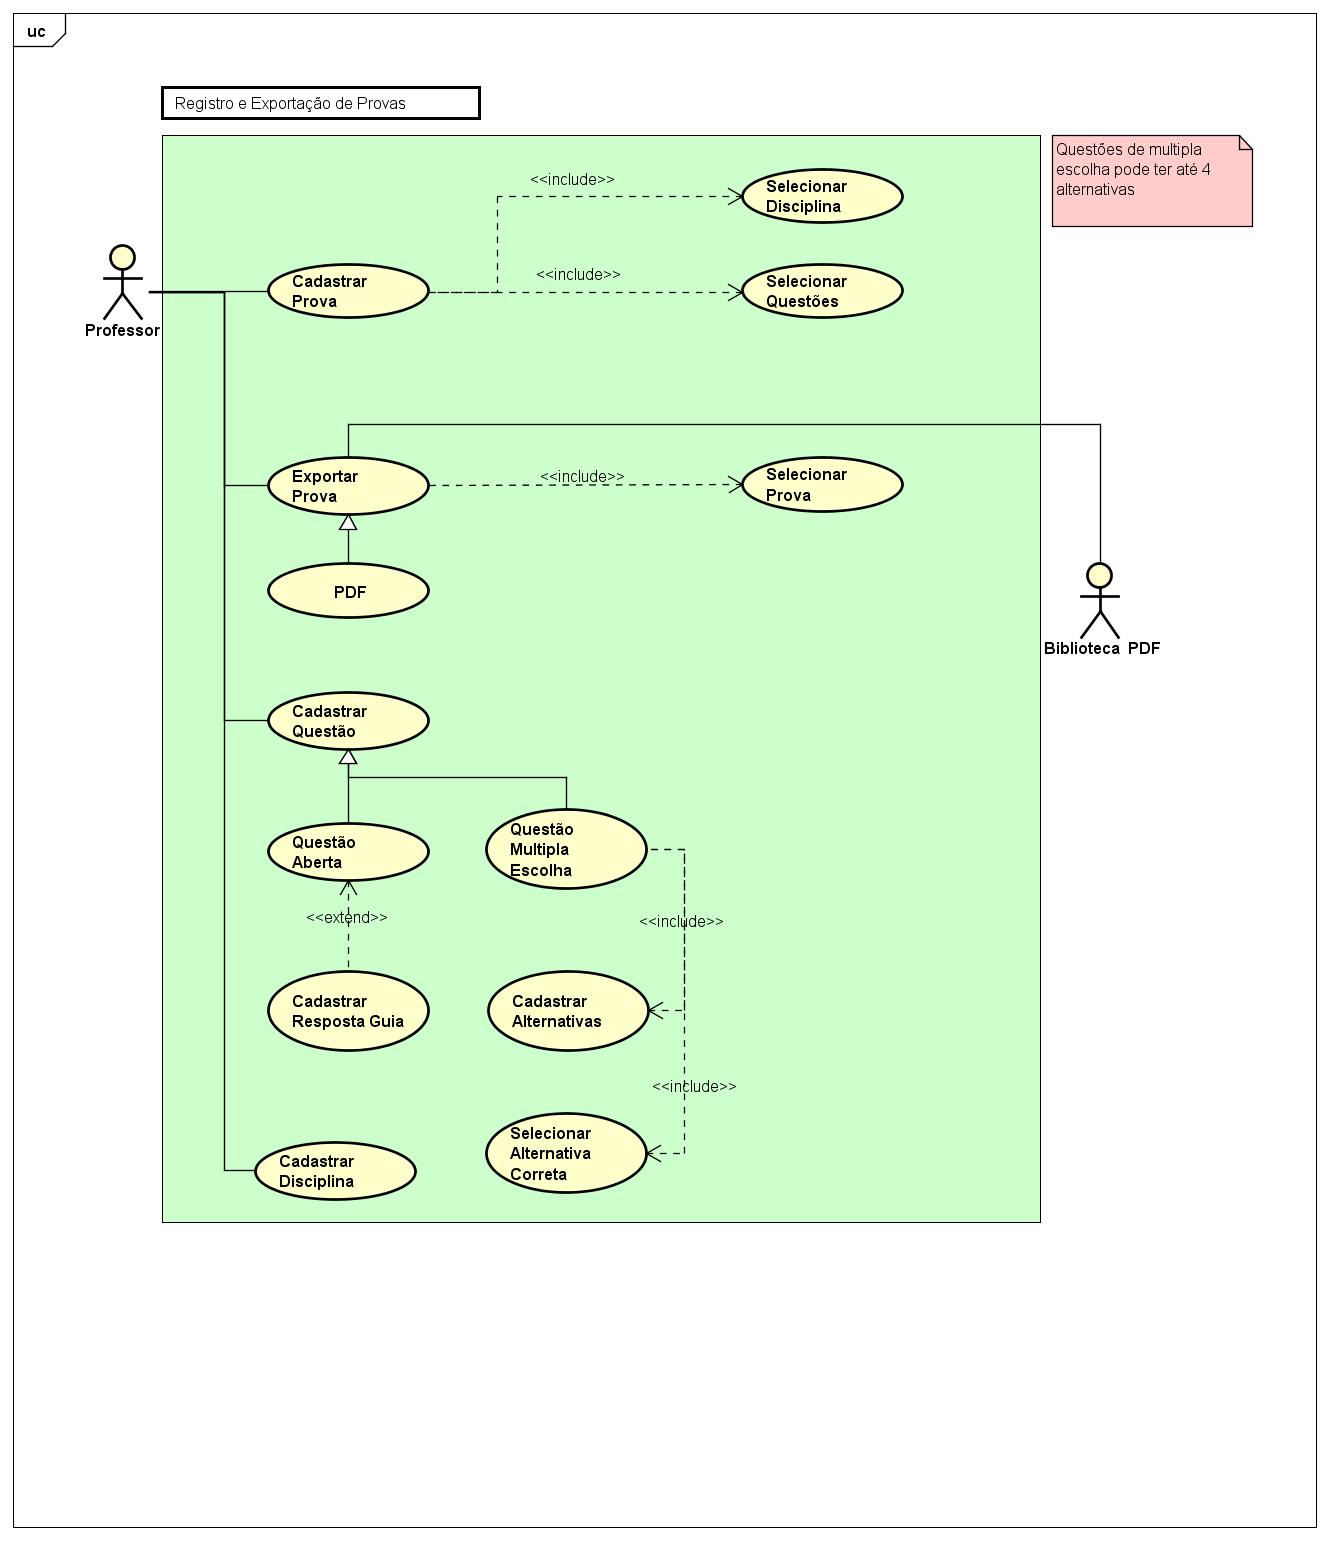 uc
Registro e Exportação de Provas
Questões de multipla
escolha pode ter até 4
alternativas
<<include>>
Selecionar
Disciplina
Professor
Cadastrar
Prova
<<include>>
Selecionar
Questões
Exportar
Prova
<<include>>
Selecionar
Prova
PDF
Biblioteca PDF
Cadastrar
Questão
Questão
Aberta
Questão
Multipla
Escolha
<<extend>>
<<include>>
Cadastrar
Resposta Guia
Cadastrar
Alternativas
<<include>>
Cadastrar
Disciplina
Selecionar
Alternativa
Correta